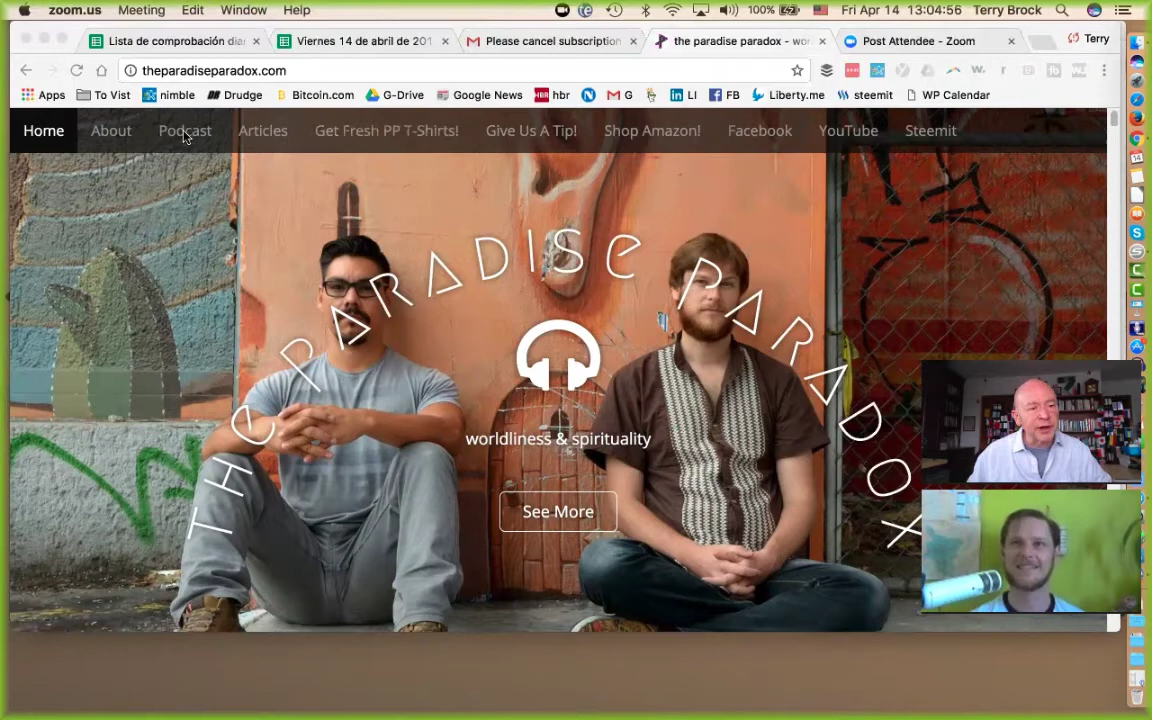 zoom.us Meeting Edit Window Help 100% Fri Apr 14 13:04:56 Terry Brock
Lista de comprobación dia
Viernes 14 de abril de 201
Please cancel subscription
the paradise paradox - wo
Post Attendee - Zoom
Terry
theparadiseparadox.com
Apps To Vist nimble Drudge Bitcoin.com G-Drive Google News hbr G LI FB Liberty.me steemit WP Calendar
Home About Podcast Articles Get Fresh PP T-Shirts! Give Us A Tip! Shop Amazon! Facebook YouTube Steemit
THE PARADISE PARADOX
worldliness & spirituality
See More